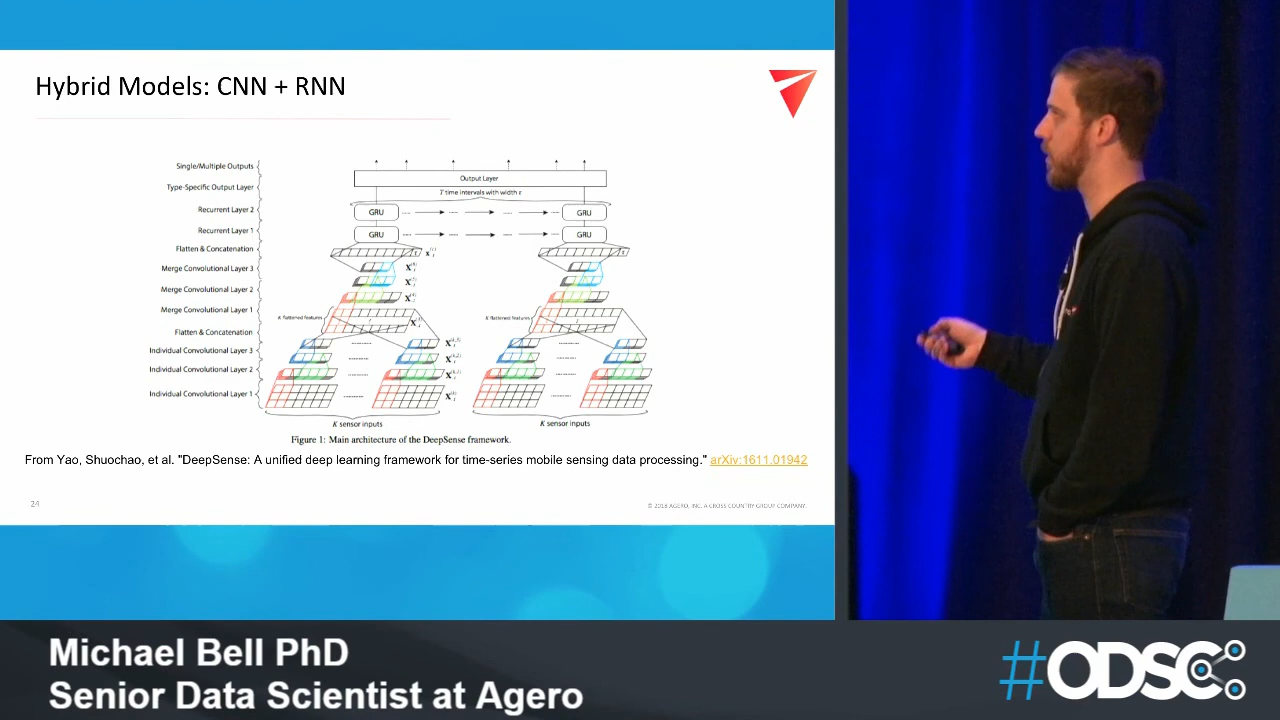 Hybrid Models: CNN + RNN
Single/Multiple Outputs
Type-Specific Output Layer
Recurrent Layer 2
Recurrent Layer 1
Flatten & Concatenation
Merge Convolutional Layer 3
Merge Convolutional Layer 2
Merge Convolutional Layer 1
Flatten & Concatenation
Individual Convolutional Layer 3
Individual Convolutional Layer 2
Individual Convolutional Layer 1
Output Layer
T time intervals with width τ
GRU
GRU
GRU
GRU
K flattened features
K flattened features
K sensor inputs
K sensor inputs
Figure 1: Main architecture of the DeepSense framework.
From Yao, Shuochao, et al. "DeepSense: A unified deep learning framework for time-series mobile sensing data processing." arXiv:1611.01942
24
© 2018 AGERO, INC. A CROSS COUNTRY GROUP COMPANY.
Michael Bell PhD
Senior Data Scientist at Agero
#ODSC